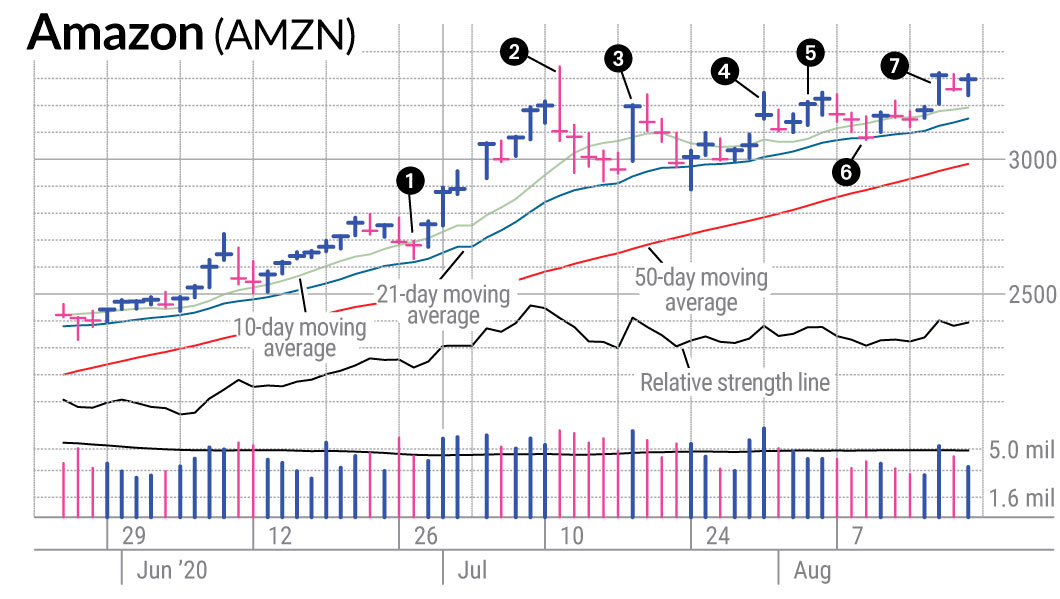 Amazon (AMZN)
2
3
4
5
7
1
6
3000
2500
10-day moving
average
21-day moving
average
50-day moving
average
Relative strength line
5.0 mil
1.6 mil
29
12
26
10
24
7
Jun ’20
Jul
Aug